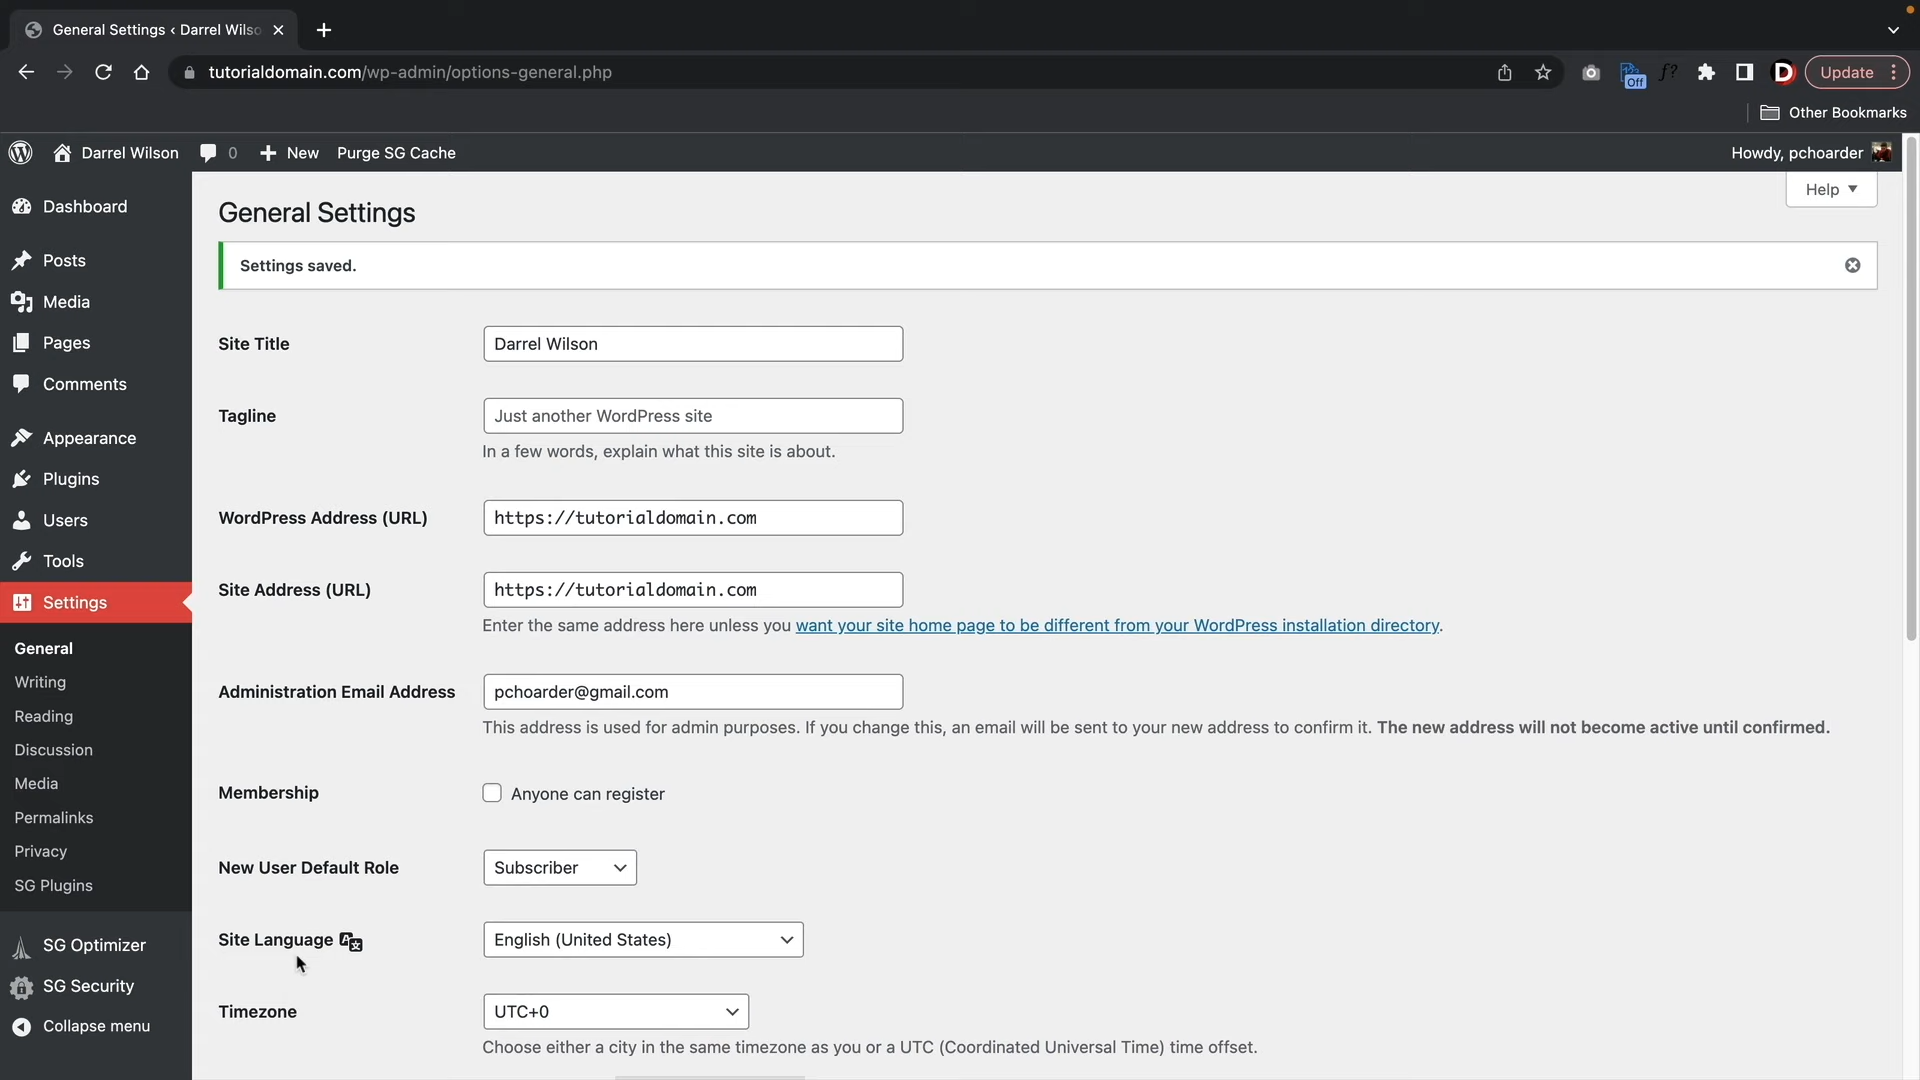 General Settings ‹ Darrel Wilso
tutorialdomain.com/wp-admin/options-general.php
Off
f?
D
Update
Other Bookmarks
Darrel Wilson
0
New
Purge SG Cache
Howdy, pchoarder
Help
Dashboard
Posts
Media
Pages
Comments
Appearance
Plugins
Users
Tools
Settings
General
Writing
Reading
Discussion
Media
Permalinks
Privacy
SG Plugins
SG Optimizer
SG Security
Collapse menu
General Settings
Settings saved.
Site Title
Darrel Wilson
Tagline
Just another WordPress site
In a few words, explain what this site is about.
WordPress Address (URL)
https://tutorialdomain.com
Site Address (URL)
https://tutorialdomain.com
Enter the same address here unless you want your site home page to be different from your WordPress installation directory.
Administration Email Address
pchoarder@gmail.com
This address is used for admin purposes. If you change this, an email will be sent to your new address to confirm it. The new address will not become active until confirmed.
Membership
Anyone can register
New User Default Role
Subscriber
Site Language
English (United States)
Timezone
UTC+0
Choose either a city in the same timezone as you or a UTC (Coordinated Universal Time) time offset.